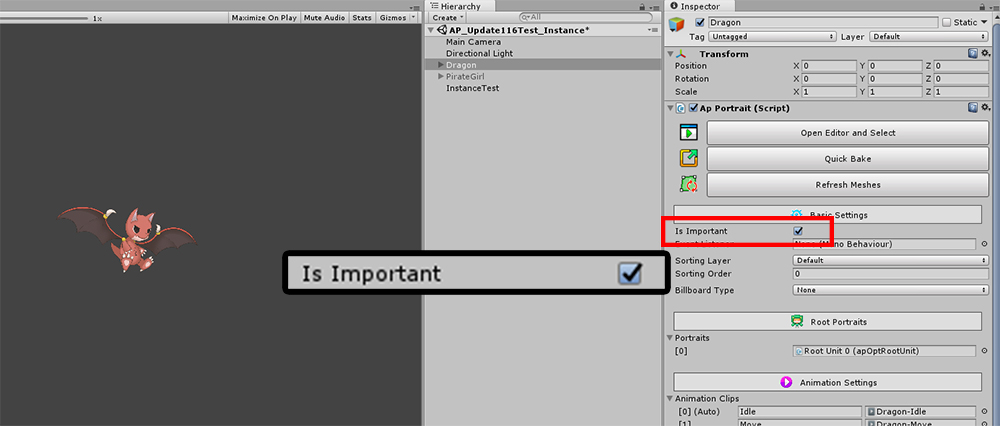 1x
Maximize On Play Mute Audio Stats Gizmos
Hierarchy
Create All
AP_Update116Test_Instance*
Main Camera
Directional Light
Dragon
PirateGirl
InstanceTest
Is Important
Inspector
Dragon Static
Tag Untagged Layer Default
Transform
Position X 0 Y 0 Z 0
Rotation X 0 Y 0 Z 0
Scale X 1 Y 1 Z 1
Ap Portrait (Script)
Open Editor and Select
Quick Bake
Refresh Meshes
Basic Settings
Is Important
Event Listener None (Mono Behaviour)
Sorting Layer Default
Sorting Order 0
Billboard Type None
Root Portraits
Portraits
[0] Root Unit 0 (apOptRootUnit)
Animation Settings
Animation Clips
[0] (Auto) Idle Dragon-Idle
[1] Move Dragon-Move